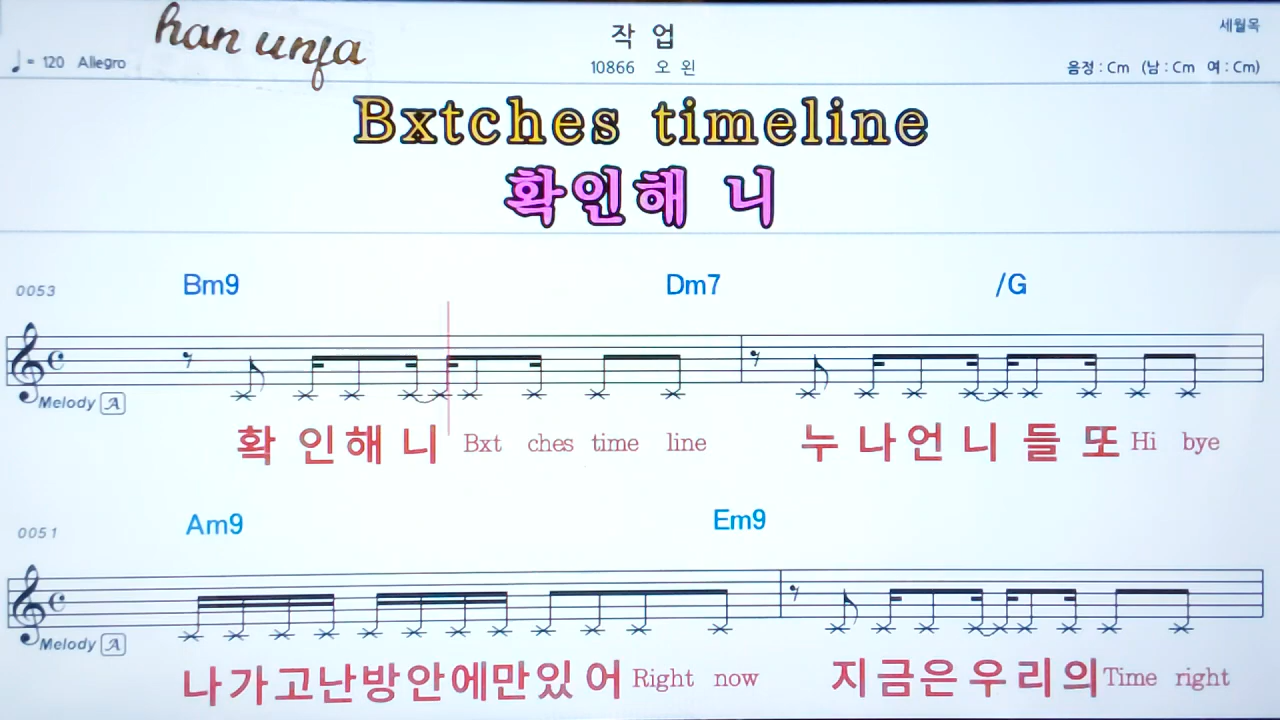 han unfa
작 업
세월목
♩= 120 Allegro
10866 오 왼
음정 : Cm (남 : Cm 여 : Cm)
Bxtches timeline
확인해 니
0053 Bm9 Dm7 /G
Melody A
확 인 해 니 Bxt ches time line 누 나 언 니 들 또 Hi bye
0051 Am9 Em9
Melody A
나 가 고 난 방 안 에 만 있 어 Right now 지 금 은 우 리 의 Time right